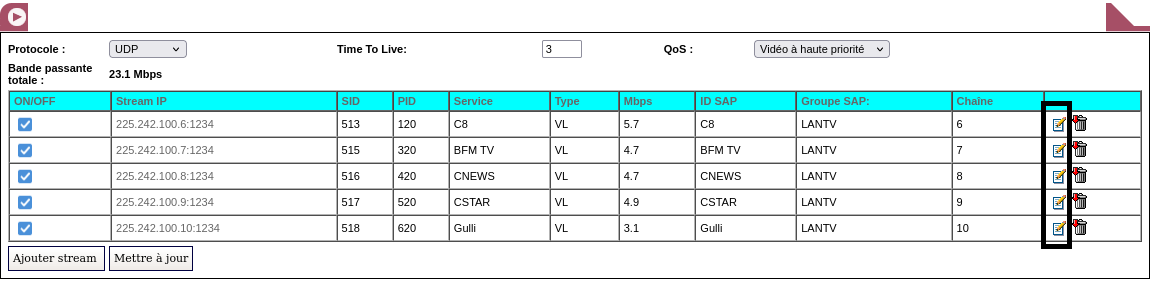 Protocole : UDP Time To Live: 3 QoS : Vidéo à haute priorité
Bande passante
totale : 23.1 Mbps
ON/OFF Stream IP SID PID Service Type Mbps ID SAP Groupe SAP: Chaîne
225.242.100.6:1234 513 120 C8 VL 5.7 C8 LANTV 6
225.242.100.7:1234 515 320 BFM TV VL 4.7 BFM TV LANTV 7
225.242.100.8:1234 516 420 CNEWS VL 4.7 CNEWS LANTV 8
225.242.100.9:1234 517 520 CSTAR VL 4.9 CSTAR LANTV 9
225.242.100.10:1234 518 620 Gulli VL 3.1 Gulli LANTV 10
Ajouter stream Mettre à jour